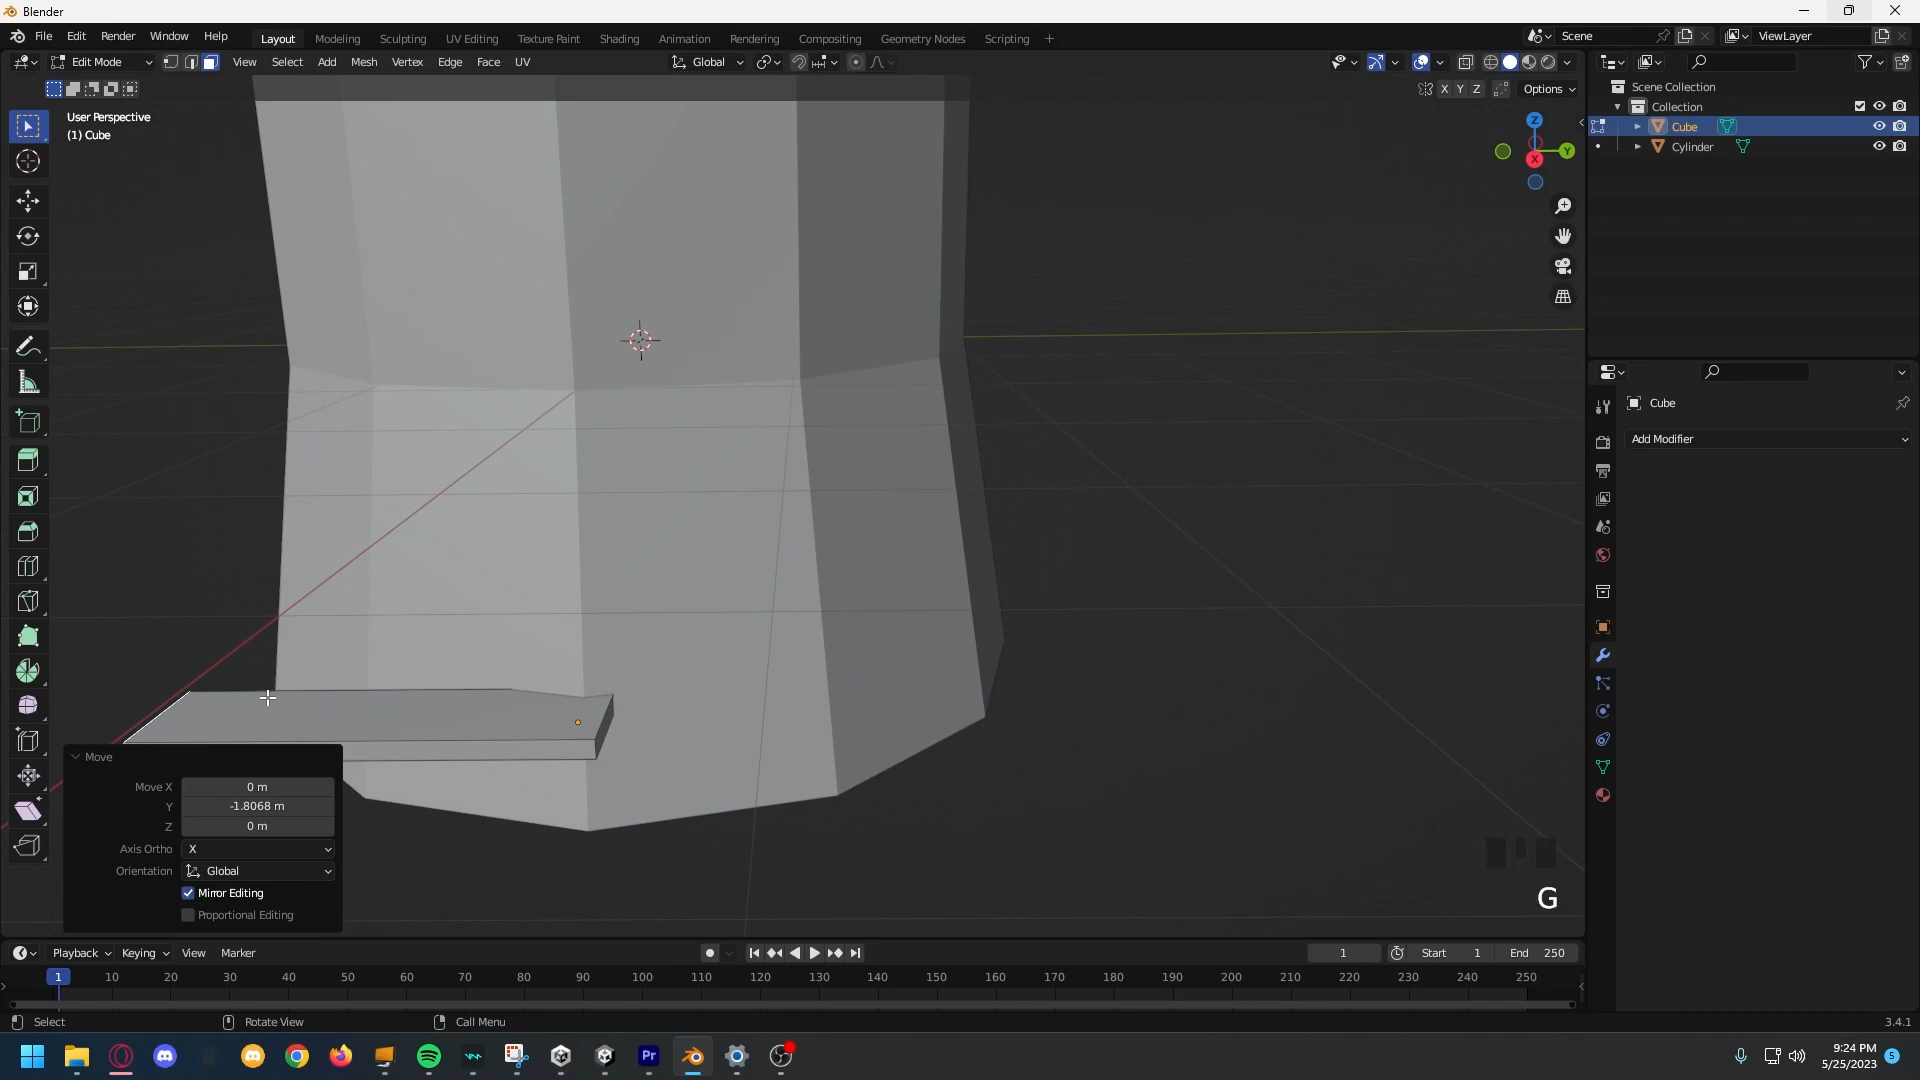 Blender
File Edit Render Window Help
Layout Modeling Sculpting UV Editing Texture Paint Shading Animation Rendering Compositing Geometry Nodes Scripting +
Scene
ViewLayer
Edit Mode
View Select Add Mesh Vertex Edge Face UV
Global
X Y Z
Options
User Perspective
(1) Cube
Z
Y
X
Scene Collection
Collection
Cube
Cylinder
Cube
Add Modifier
Move
Move X 0 m
Y -1.8068 m
Z 0 m
Axis Ortho X
Orientation Global
Mirror Editing
Proportional Editing
G
Playback Keying View Marker
1
Start 1
End 250
1 10 20 30 40 50 60 70 80 90 100 110 120 130 140 150 160 170 180 190 200 210 220 230 240 250
Select
Rotate View
Call Menu
3.4.1
Pr
9:24 PM
5/25/2023
5